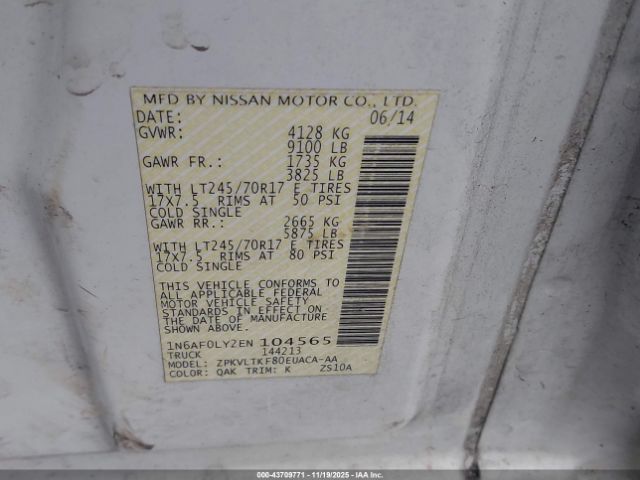 MFD BY NISSAN MOTOR CO., LTD.
DATE: 06/14
GVWR: 4128 KG
9100 LB
GAWR FR.: 1735 KG
3825 LB
WITH LT245/70R17 E TIRES
17X7.5 RIMS AT 50 PSI
COLD SINGLE
GAWR RR.: 2665 KG
5875 LB
WITH LT245/70R17 E TIRES
17X7.5 RIMS AT 80 PSI
COLD SINGLE
THIS VEHICLE CONFORMS TO
ALL APPLICABLE FEDERAL
MOTOR VEHICLE SAFETY
STANDARDS IN EFFECT ON
THE DATE OF MANUFACTURE
SHOWN ABOVE.
1N6AF0LY2EN 104565
TRUCK 144213
MODEL: ZPKVLTKF80EUACA-AA
COLOR: QAK TRIM: K ZS10A
000-43709771 - 11/19/2025 - IAA, Inc.